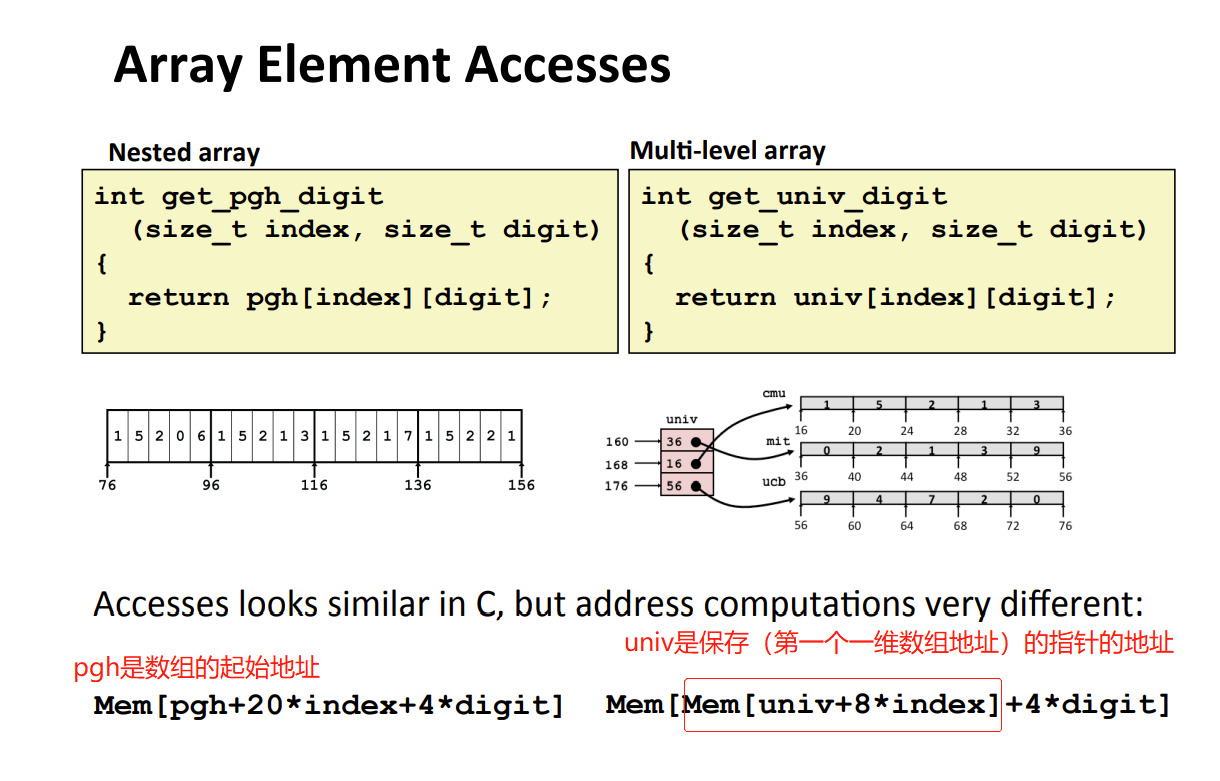 Array Element Accesses
Nested array
int get_pgh_digit
(size_t index, size_t digit)
{
return pgh[index][digit];
}
Multi-level array
int get_univ_digit
(size_t index, size_t digit)
{
return univ[index][digit];
}
1 5 2 0 6 1 5 2 1 3 1 5 2 1 7 1 5 2 2 1
76 96 116 136 156
univ
160 36
168 16
176 56
cmu
1 5 2 1 3
16 20 24 28 32 36
mit
0 2 1 3 9
36 40 44 48 52 56
ucb
9 4 7 2 0
56 60 64 68 72 76
Accesses looks similar in C, but address computations very different:
pgh是数组的起始地址
Mem[pgh+20*index+4*digit]
univ是保存（第一个一维数组地址）的指针的地址
Mem[Mem[univ+8*index]+4*digit]